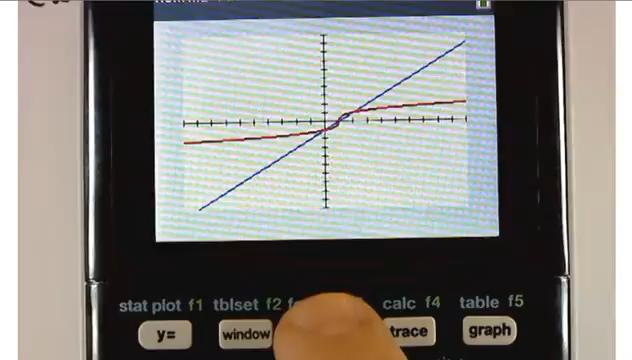 stat plot f1 tblset f2 f calc f4 table f5
y= window trace graph